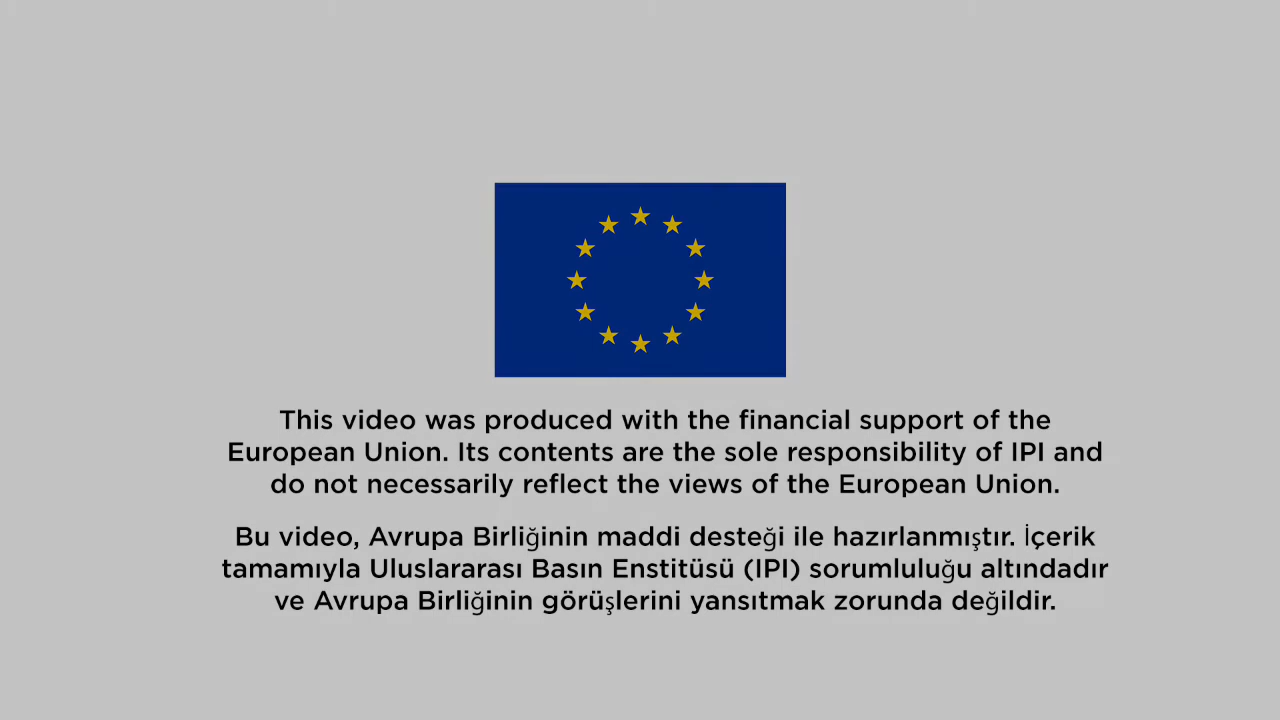 This video was produced with the financial support of the
European Union. Its contents are the sole responsibility of IPI and
do not necessarily reflect the views of the European Union.
Bu video, Avrupa Birliğinin maddi desteği ile hazırlanmıştır. İçerik
tamamıyla Uluslararası Basın Enstitüsü (IPI) sorumluluğu altındadır
ve Avrupa Birliğinin görüşlerini yansıtmak zorunda değildir.